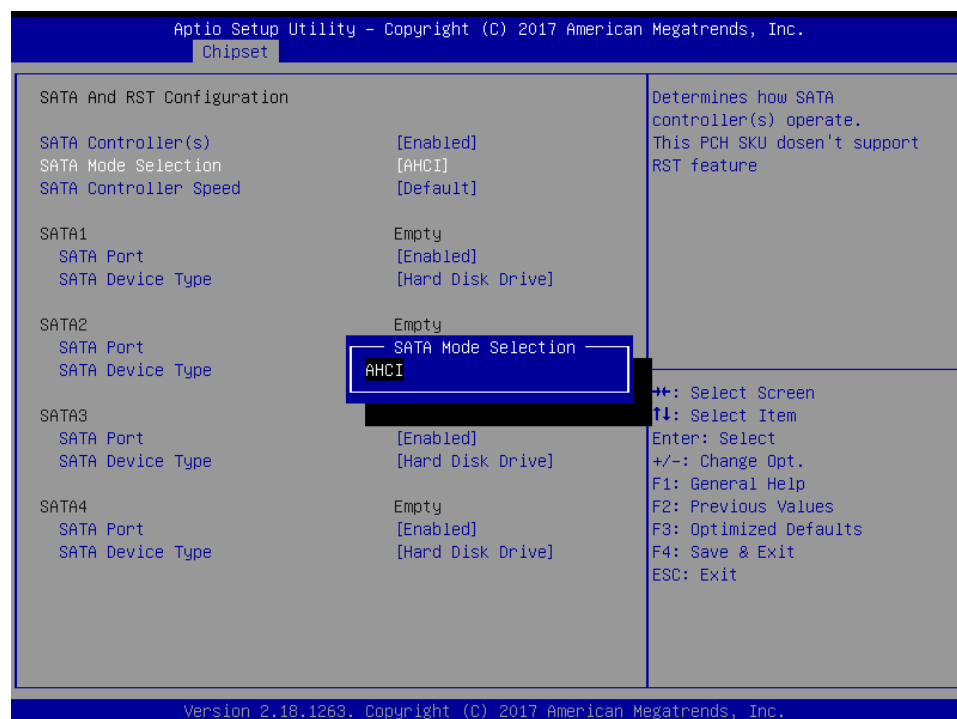 Aptio Setup Utility – Copyright (C) 2017 American Megatrends, Inc.
Chipset
SATA And RST Configuration
SATA Controller(s) [Enabled]
SATA Mode Selection [AHCI]
SATA Controller Speed [Default]
SATA1 Empty
SATA Port [Enabled]
SATA Device Type [Hard Disk Drive]
SATA2 Empty
SATA Port
SATA Device Type
SATA Mode Selection
AHCI
SATA3
SATA Port [Enabled]
SATA Device Type [Hard Disk Drive]
SATA4 Empty
SATA Port [Enabled]
SATA Device Type [Hard Disk Drive]
Determines how SATA
controller(s) operate.
This PCH SKU dosen't support
RST feature
→←: Select Screen
↑↓: Select Item
Enter: Select
+/-: Change Opt.
F1: General Help
F2: Previous Values
F3: Optimized Defaults
F4: Save & Exit
ESC: Exit
Version 2.18.1263. Copyright (C) 2017 American Megatrends, Inc.